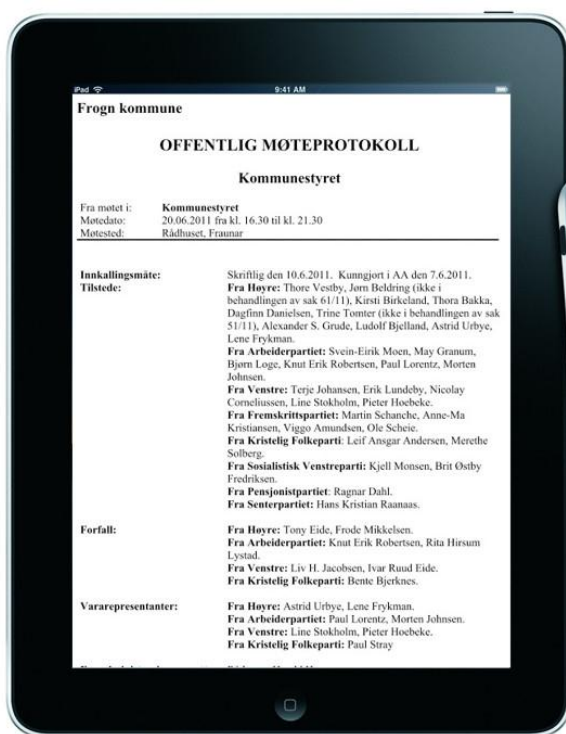 iPad 9:41 AM
Frogn kommune
OFFENTLIG MØTEPROTOKOLL
Kommunestyret
Fra møtet i: Kommunestyret
Møtedato: 20.06.2011 fra kl. 16.30 til kl. 21.30
Møtested: Rådhuset, Fraunar
Innkallingsmåte: Skriftlig den 10.6.2011. Kunngjort i AA den 7.6.2011.
Tilstede: Fra Høyre: Thore Vestby, Jørn Beldring (ikke i
behandlingen av sak 61/11), Kirsti Birkeland, Thora Bakka,
Dagfinn Danielsen, Trine Tomter (ikke i behandlingen av sak
51/11), Alexander S. Grude, Ludolf Bjelland, Astrid Urbye,
Lene Frykman.
Fra Arbeiderpartiet: Svein-Eirik Moen, May Granum,
Bjørn Loge, Knut Erik Robertsen, Paul Lorentz, Morten
Johnsen.
Fra Venstre: Terje Johansen, Erik Lundeby, Nicolay
Corneliussen, Line Stokholm, Pieter Hoebeke.
Fra Fremskrittspartiet: Martin Schanche, Anne-Ma
Kristiansen, Viggo Amundsen, Ole Scheie.
Fra Kristelig Folkeparti: Leif Ansgar Andersen, Merethe
Solberg.
Fra Sosialistisk Venstreparti: Kjell Monsen, Brit Østby
Fredriksen.
Fra Pensjonistpartiet: Ragnar Dahl.
Fra Senterpartiet: Hans Kristian Raanaas.
Forfall: Fra Høyre: Tony Eide, Frode Mikkelsen.
Fra Arbeiderpartiet: Knut Erik Robertsen, Rita Hirsum
Lystad.
Fra Venstre: Liv H. Jacobsen, Ivar Ruud Eide.
Fra Kristelig Folkeparti: Bente Bjerknes.
Vararepresentanter: Fra Høyre: Astrid Urbye, Lene Frykman.
Fra Arbeiderpartiet: Paul Lorentz, Morten Johnsen.
Fra Venstre: Line Stokholm, Pieter Hoebeke.
Fra Kristelig Folkeparti: Paul Stray